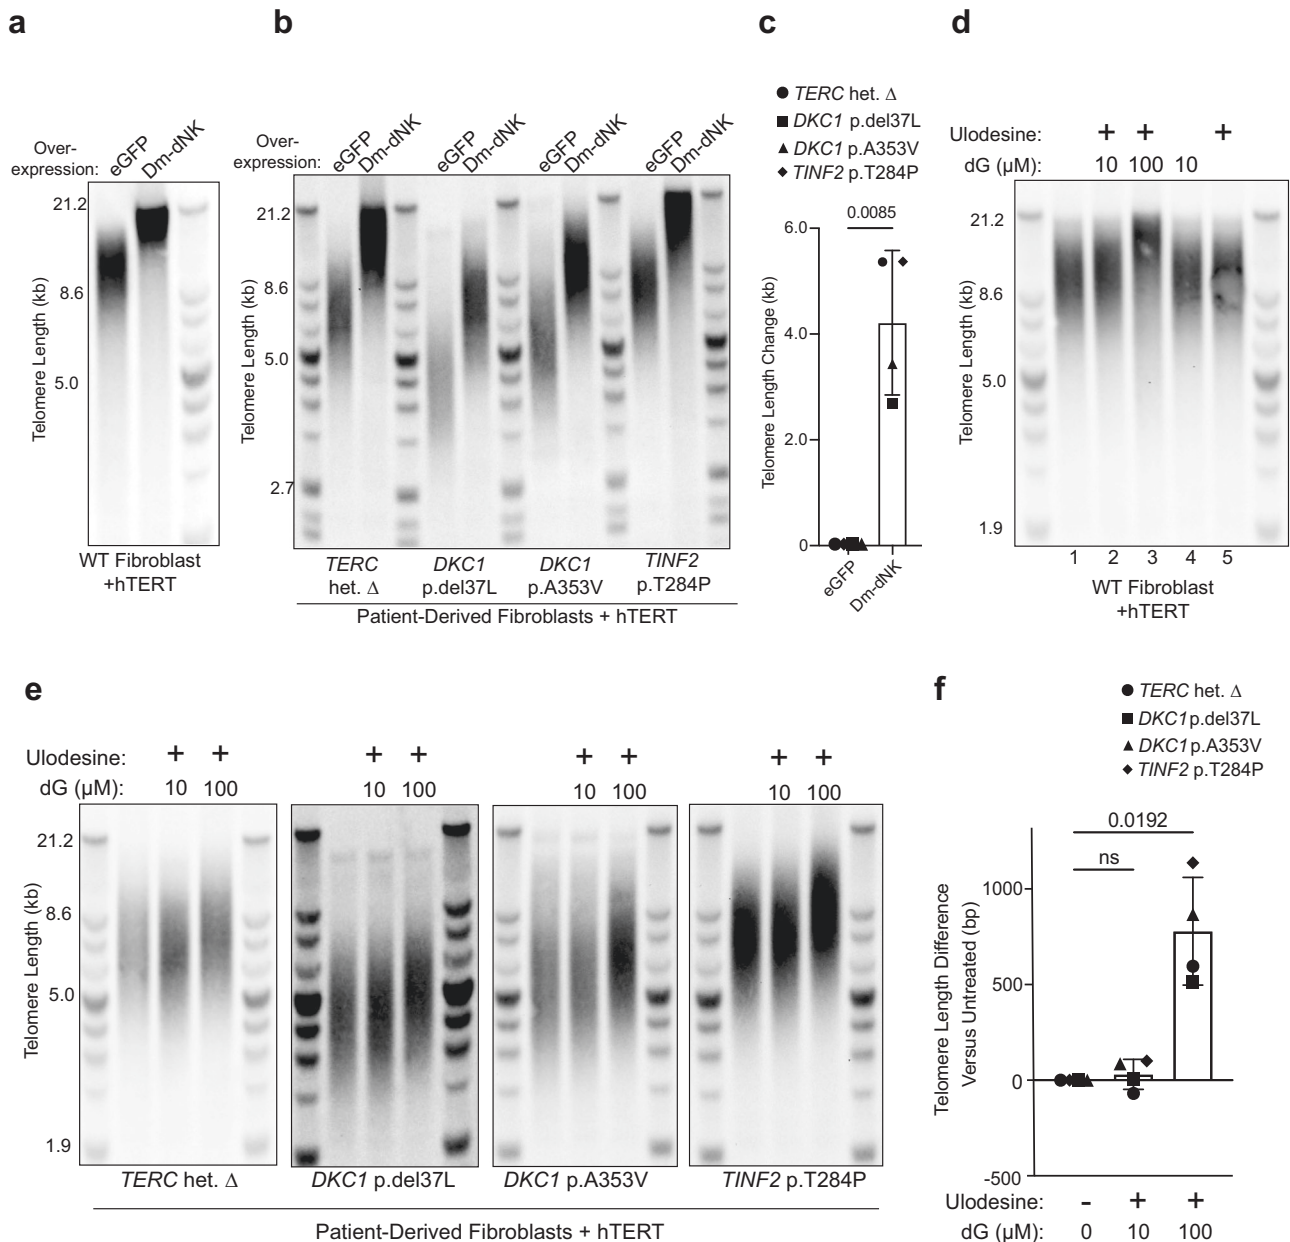 a
Over-
expression:
eGFP
Dm-dNK
21.2
8.6
5.0
Telomere Length (kb)
WT Fibroblast
+hTERT
b
Over-
expression:
eGFP
Dm-dNK
eGFP
Dm-dNK
eGFP
Dm-dNK
eGFP
Dm-dNK
21.2
8.6
5.0
2.7
Telomere Length (kb)
TERC
het. Δ
DKC1
p.del37L
DKC1
p.A353V
TINF2
p.T284P
Patient-Derived Fibroblasts + hTERT
c
TERC het. Δ
DKC1 p.del37L
DKC1 p.A353V
TINF2 p.T284P
0.0085
6.0
4.0
2.0
0
Telomere Length Change (kb)
eGFP
Dm-dNK
d
Ulodesine: + + +
dG (µM): 10 100 10
21.2
8.6
5.0
1.9
Telomere Length (kb)
1 2 3 4 5
WT Fibroblast
+hTERT
e
Ulodesine: + + + + + + + +
dG (µM): 10 100 10 100 10 100 10 100
21.2
8.6
5.0
1.9
Telomere Length (kb)
TERC het. Δ
DKC1 p.del37L
DKC1 p.A353V
TINF2 p.T284P
Patient-Derived Fibroblasts + hTERT
f
TERC het. Δ
DKC1 p.del37L
DKC1 p.A353V
TINF2 p.T284P
0.0192
ns
1000
500
0
-500
Telomere Length Difference
Versus Untreated (bp)
Ulodesine: - + +
dG (µM): 0 10 100